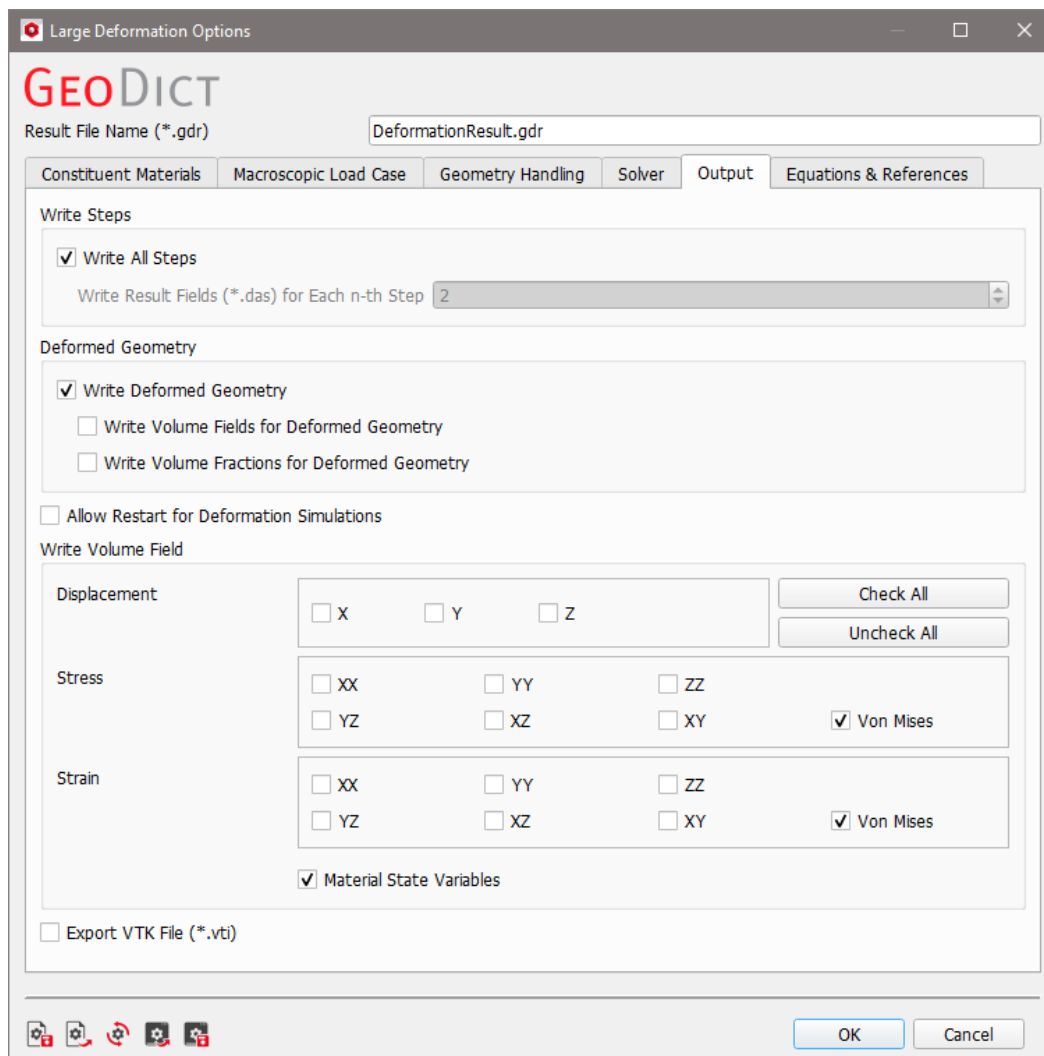 Large Deformation Options
GEODICT
Result File Name (*.gdr) DeformationResult.gdr
Constituent Materials Macroscopic Load Case Geometry Handling Solver Output Equations & References
Write Steps
Write All Steps
Write Result Fields (*.das) for Each n-th Step 2
Deformed Geometry
Write Deformed Geometry
Write Volume Fields for Deformed Geometry
Write Volume Fractions for Deformed Geometry
Allow Restart for Deformation Simulations
Write Volume Field
Displacement X Y Z Check All
Uncheck All
Stress XX YY ZZ
YZ XZ XY Von Mises
Strain XX YY ZZ
YZ XZ XY Von Mises
Material State Variables
Export VTK File (*.vti)
OK Cancel